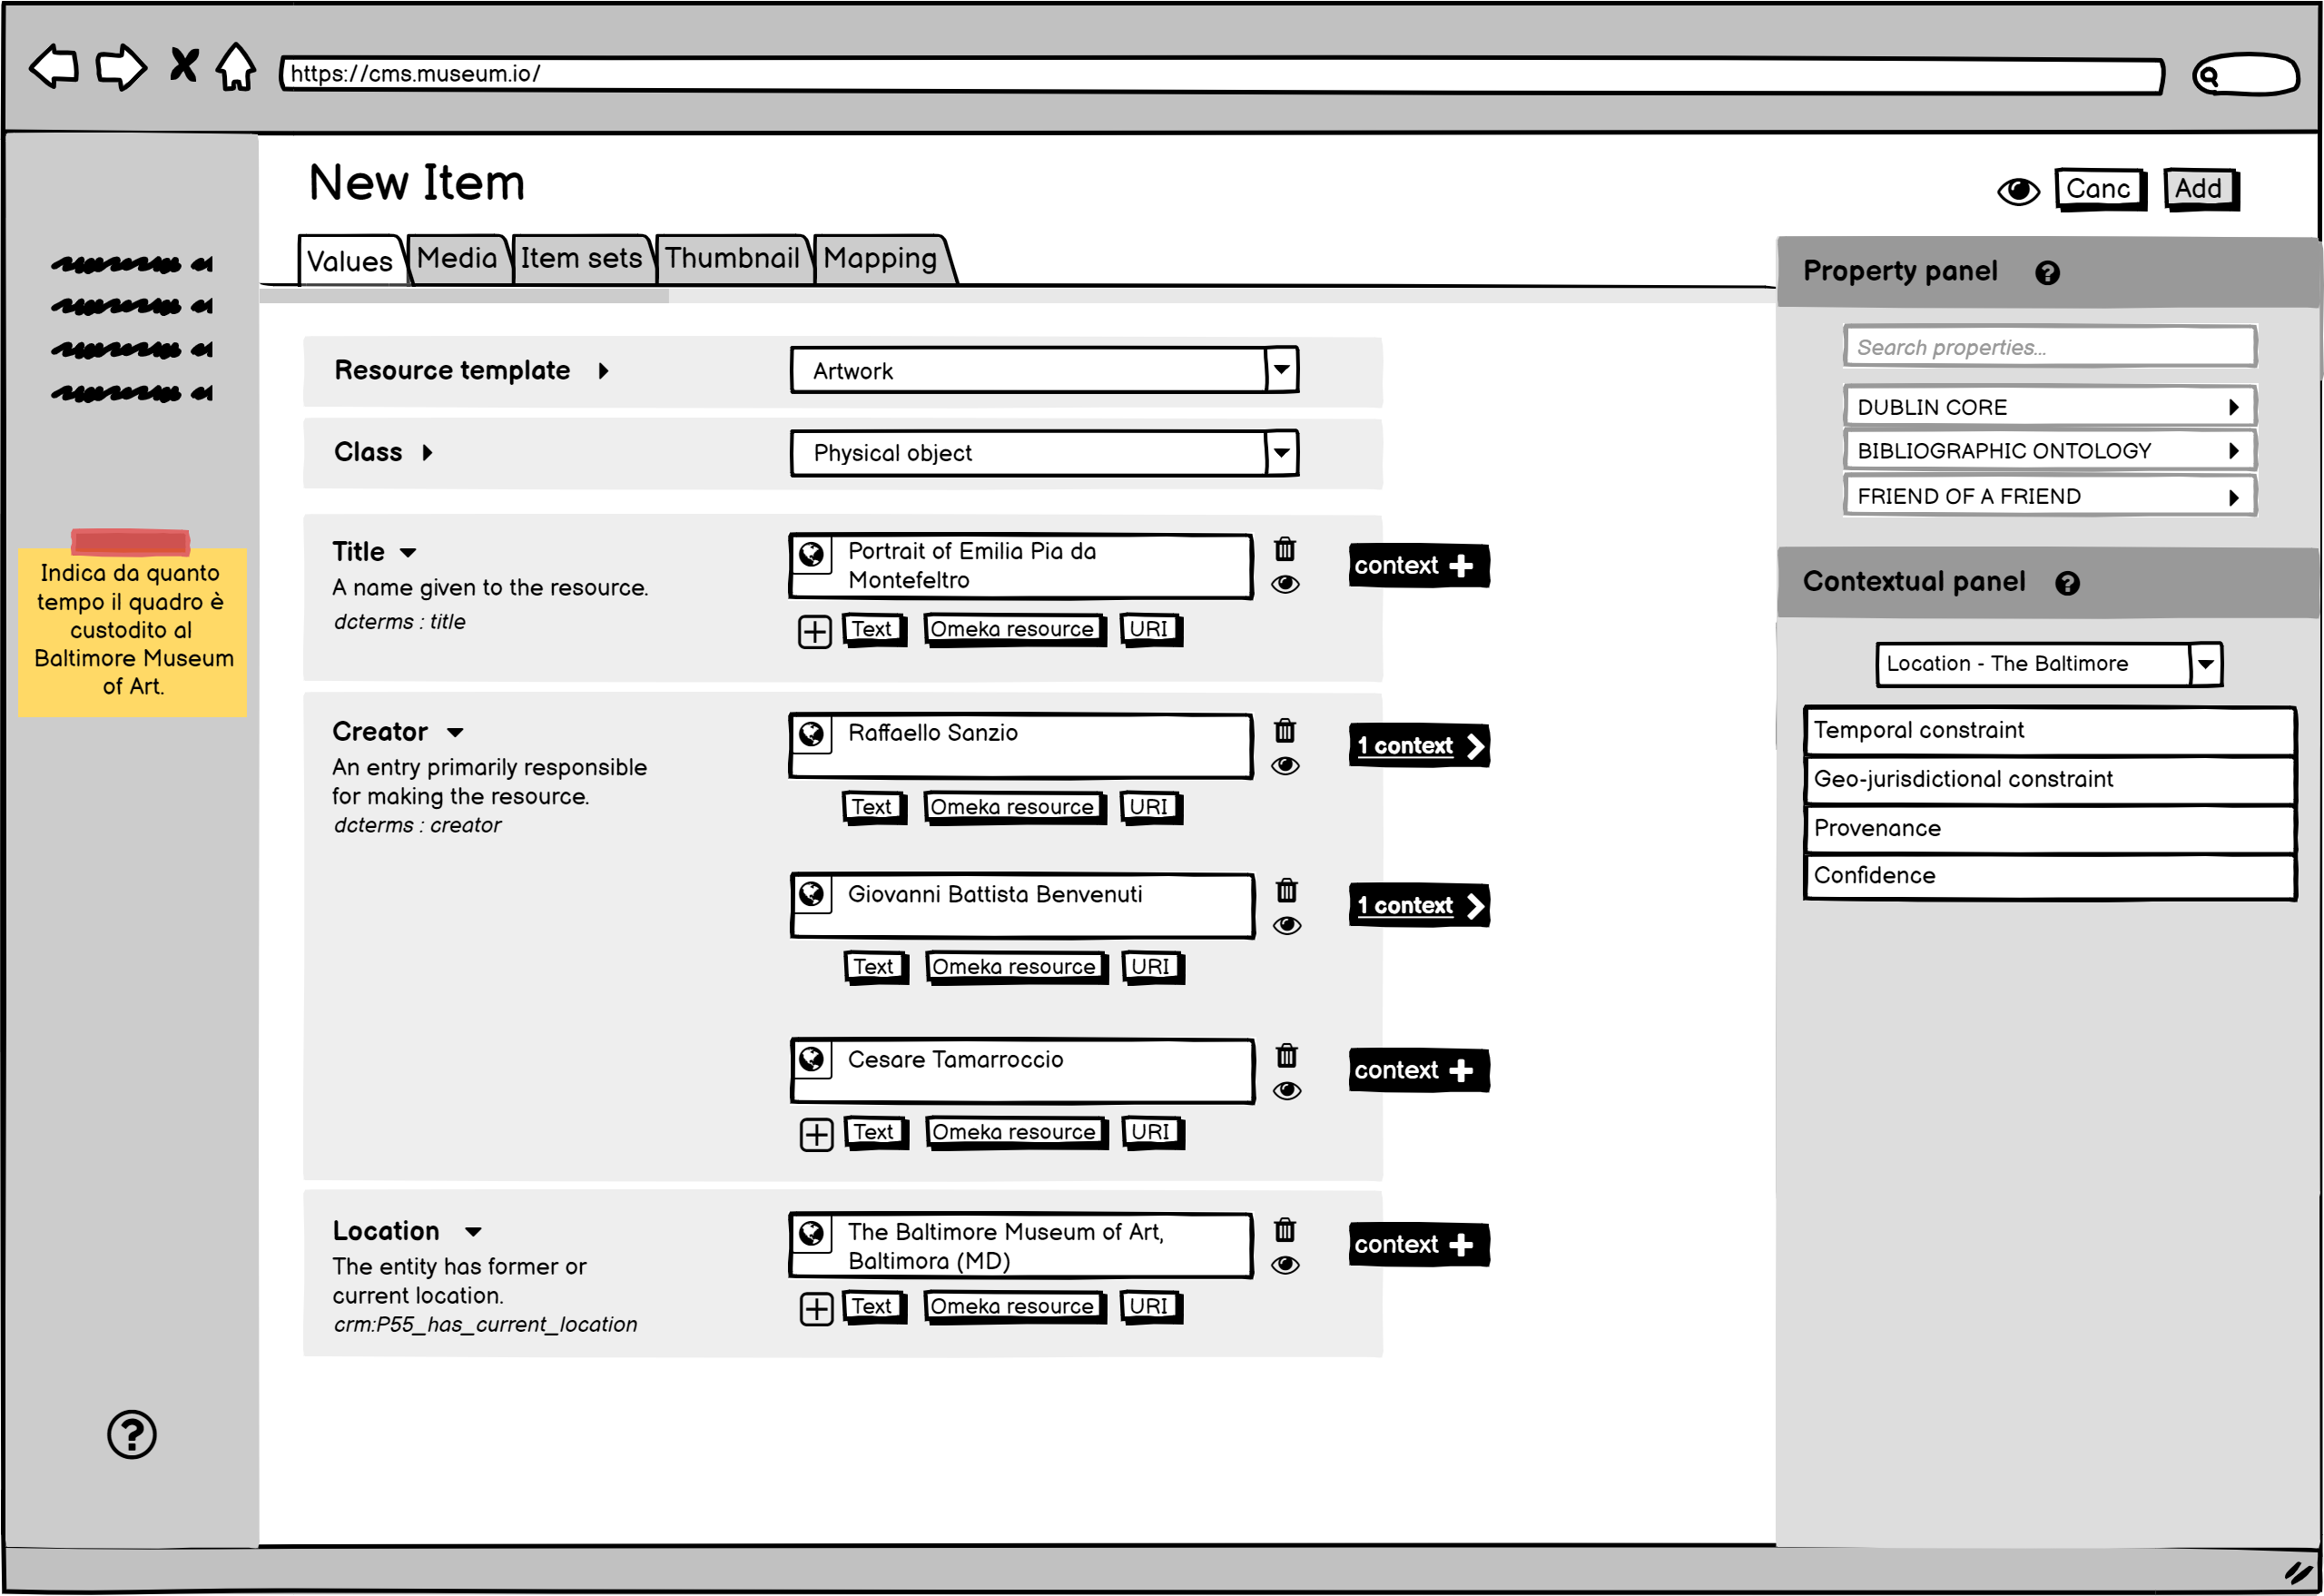 https://cms.museum.io/
New Item
Canc
Add
Values
Media
Item sets
Thumbnail
Mapping
Resource template
Artwork
Class
Physical object
Title
A name given to the resource.
dcterms : title
Portrait of Emilia Pia da
Montefeltro
context
Text
Omeka resource
URI
Creator
An entry primarily responsible
for making the resource.
dcterms : creator
Raffaello Sanzio
1 context
Text
Omeka resource
URI
Giovanni Battista Benvenuti
1 context
Text
Omeka resource
URI
Cesare Tamarroccio
context
Text
Omeka resource
URI
Location
The entity has former or
current location.
crm:P55_has_current_location
The Baltimore Museum of Art,
Baltimora (MD)
context
Text
Omeka resource
URI
Indica da quanto
tempo il quadro è
custodito al
Baltimore Museum
of Art.
?
Property panel ?
Search properties...
DUBLIN CORE
BIBLIOGRAPHIC ONTOLOGY
FRIEND OF A FRIEND
Contextual panel ?
Location - The Baltimore
Temporal constraint
Geo-jurisdictional constraint
Provenance
Confidence